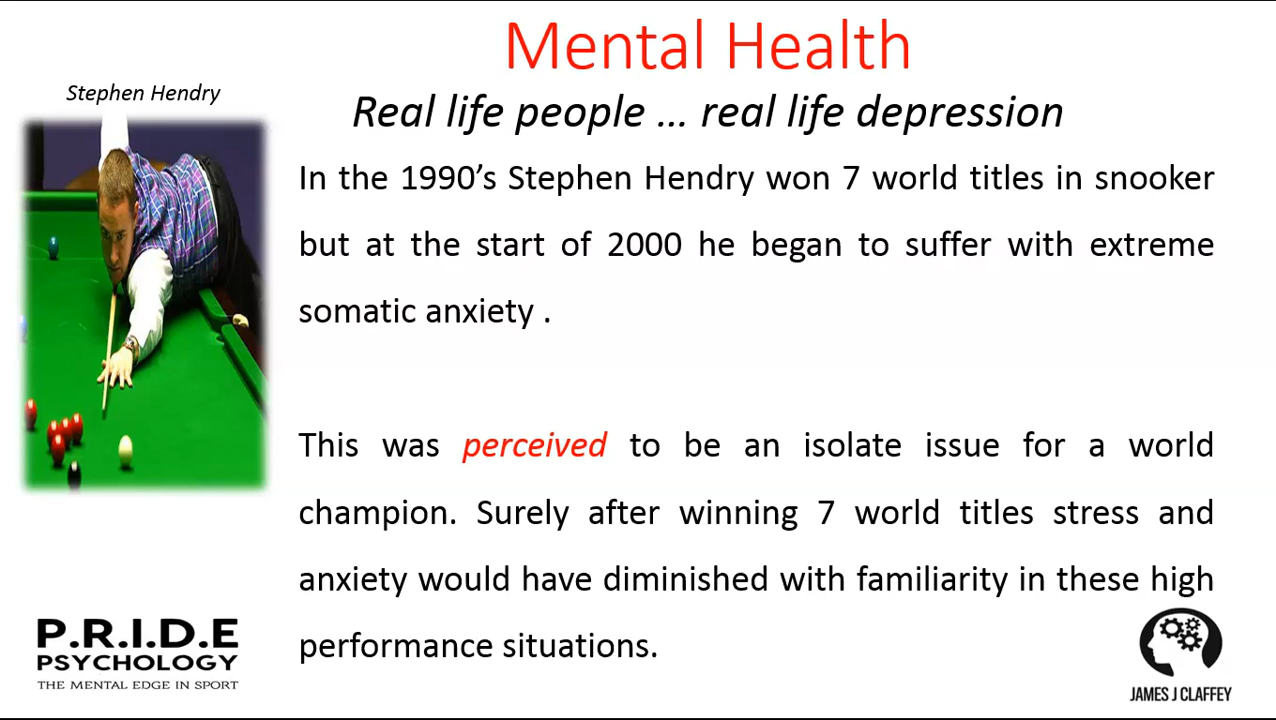 Mental Health
Stephen Hendry
Real life people ... real life depression
In the 1990’s Stephen Hendry won 7 world titles in snooker
but at the start of 2000 he began to suffer with extreme
somatic anxiety .
This was perceived to be an isolate issue for a world
champion. Surely after winning 7 world titles stress and
anxiety would have diminished with familiarity in these high
performance situations.
P.R.I.D.E
PSYCHOLOGY
THE MENTAL EDGE IN SPORT
JAMES J CLAFFEY